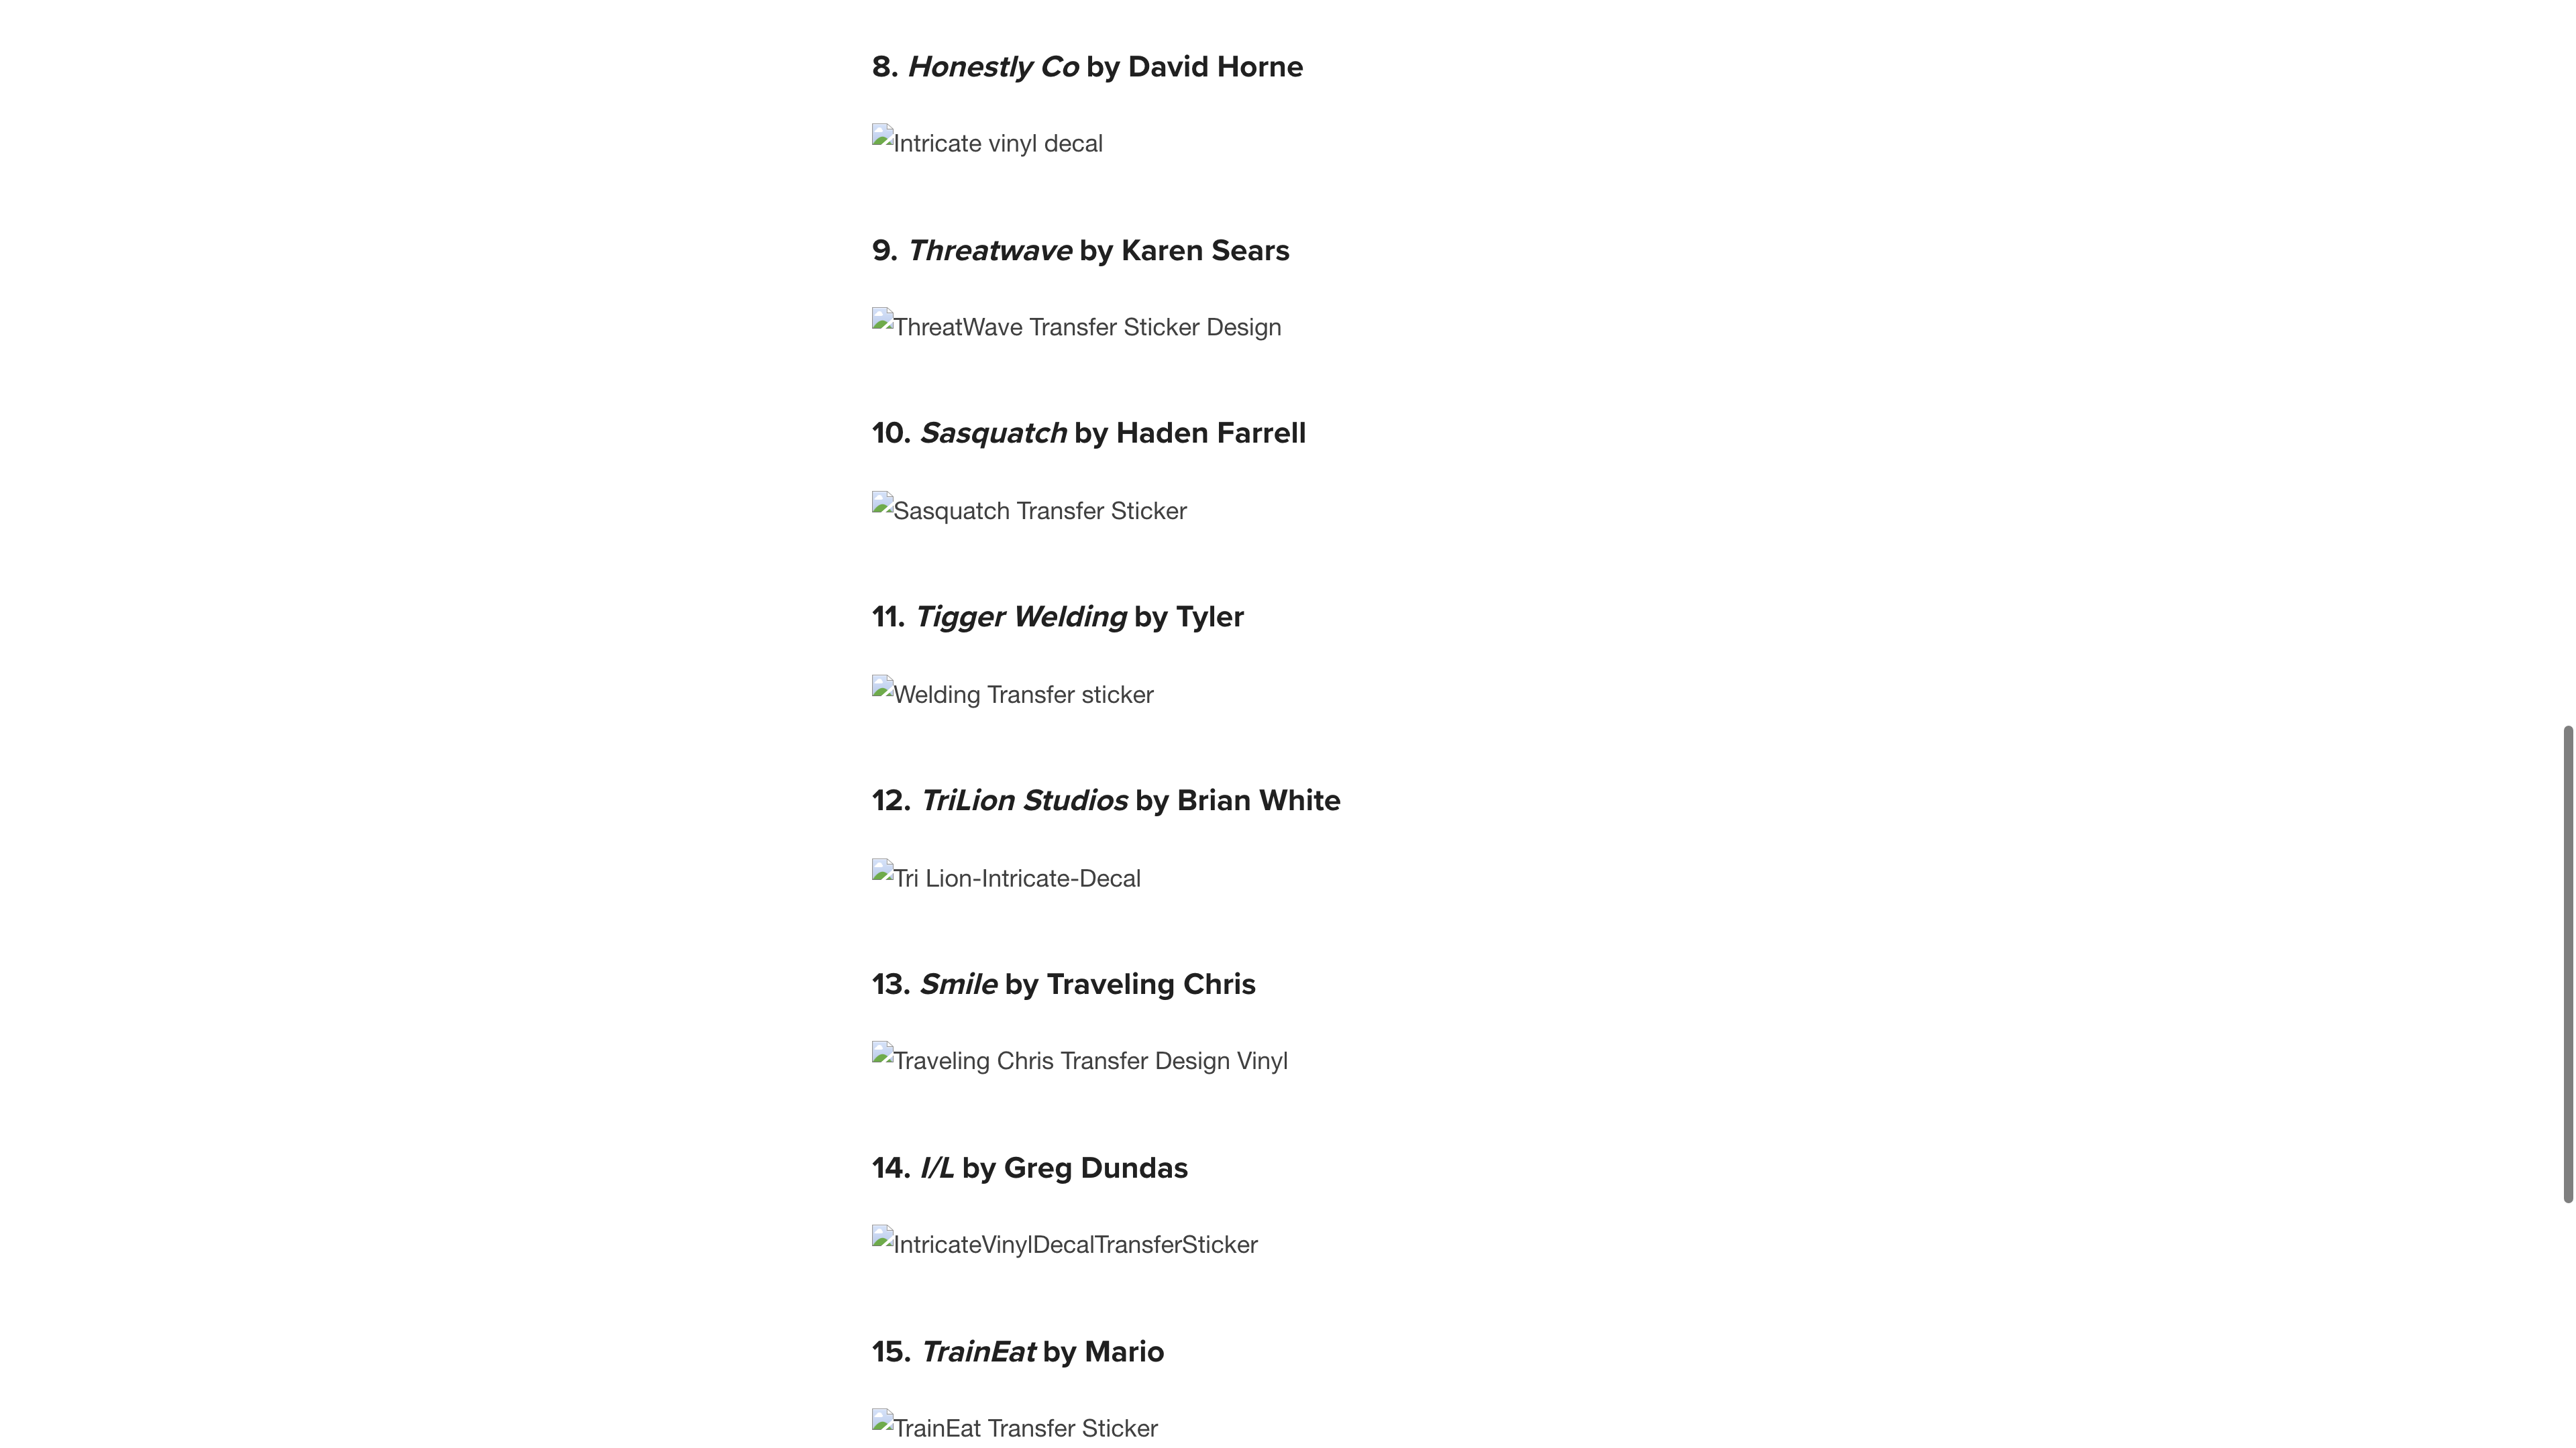 8. Honestly Co by David Horne
Intricate vinyl decal
9. Threatwave by Karen Sears
ThreatWave Transfer Sticker Design
10. Sasquatch by Haden Farrell
Sasquatch Transfer Sticker
11. Tigger Welding by Tyler
Welding Transfer sticker
12. TriLion Studios by Brian White
Tri Lion-Intricate-Decal
13. Smile by Traveling Chris
Traveling Chris Transfer Design Vinyl
14. I/L by Greg Dundas
IntricateVinylDecalTransferSticker
15. TrainEat by Mario
TrainEat Transfer Sticker